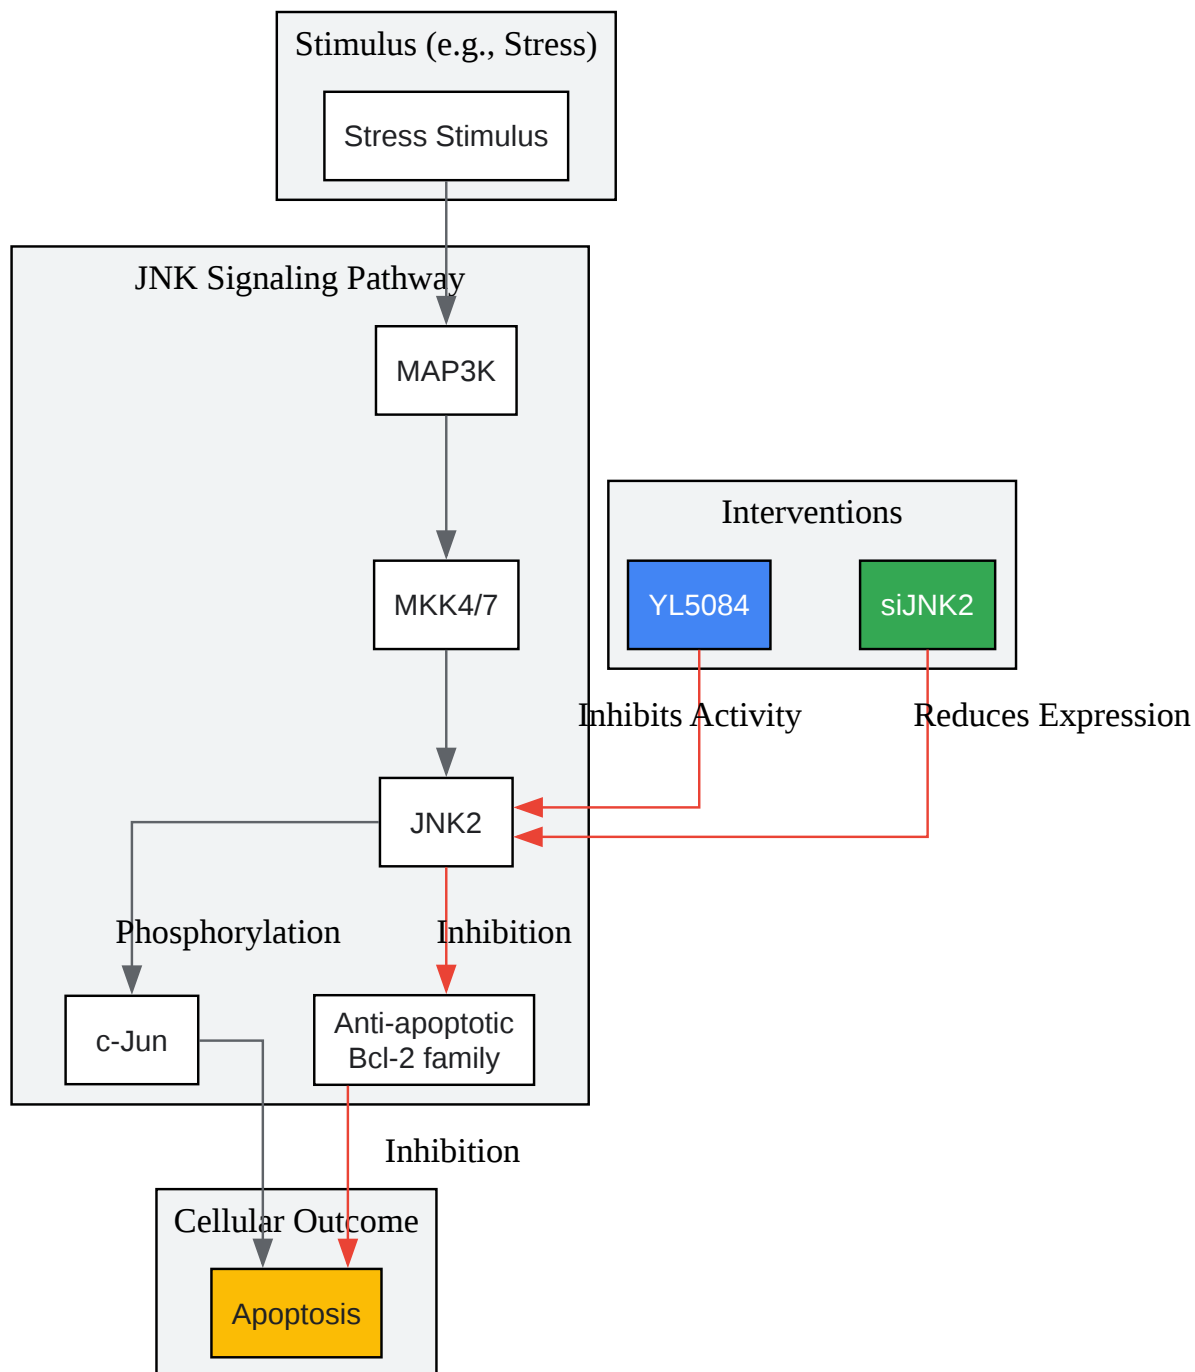 Stimulus (e.g., Stress)
Stress Stimulus
JNK Signaling Pathway
MAP3K
Interventions
MKK4/7
YL5084
siJNK2
Inhibits Activity
Reduces Expression
JNK2
Phosphorylation
Inhibition
c-Jun
Anti-apoptotic
Bcl-2 family
Inhibition
Cellular Outcome
Apoptosis